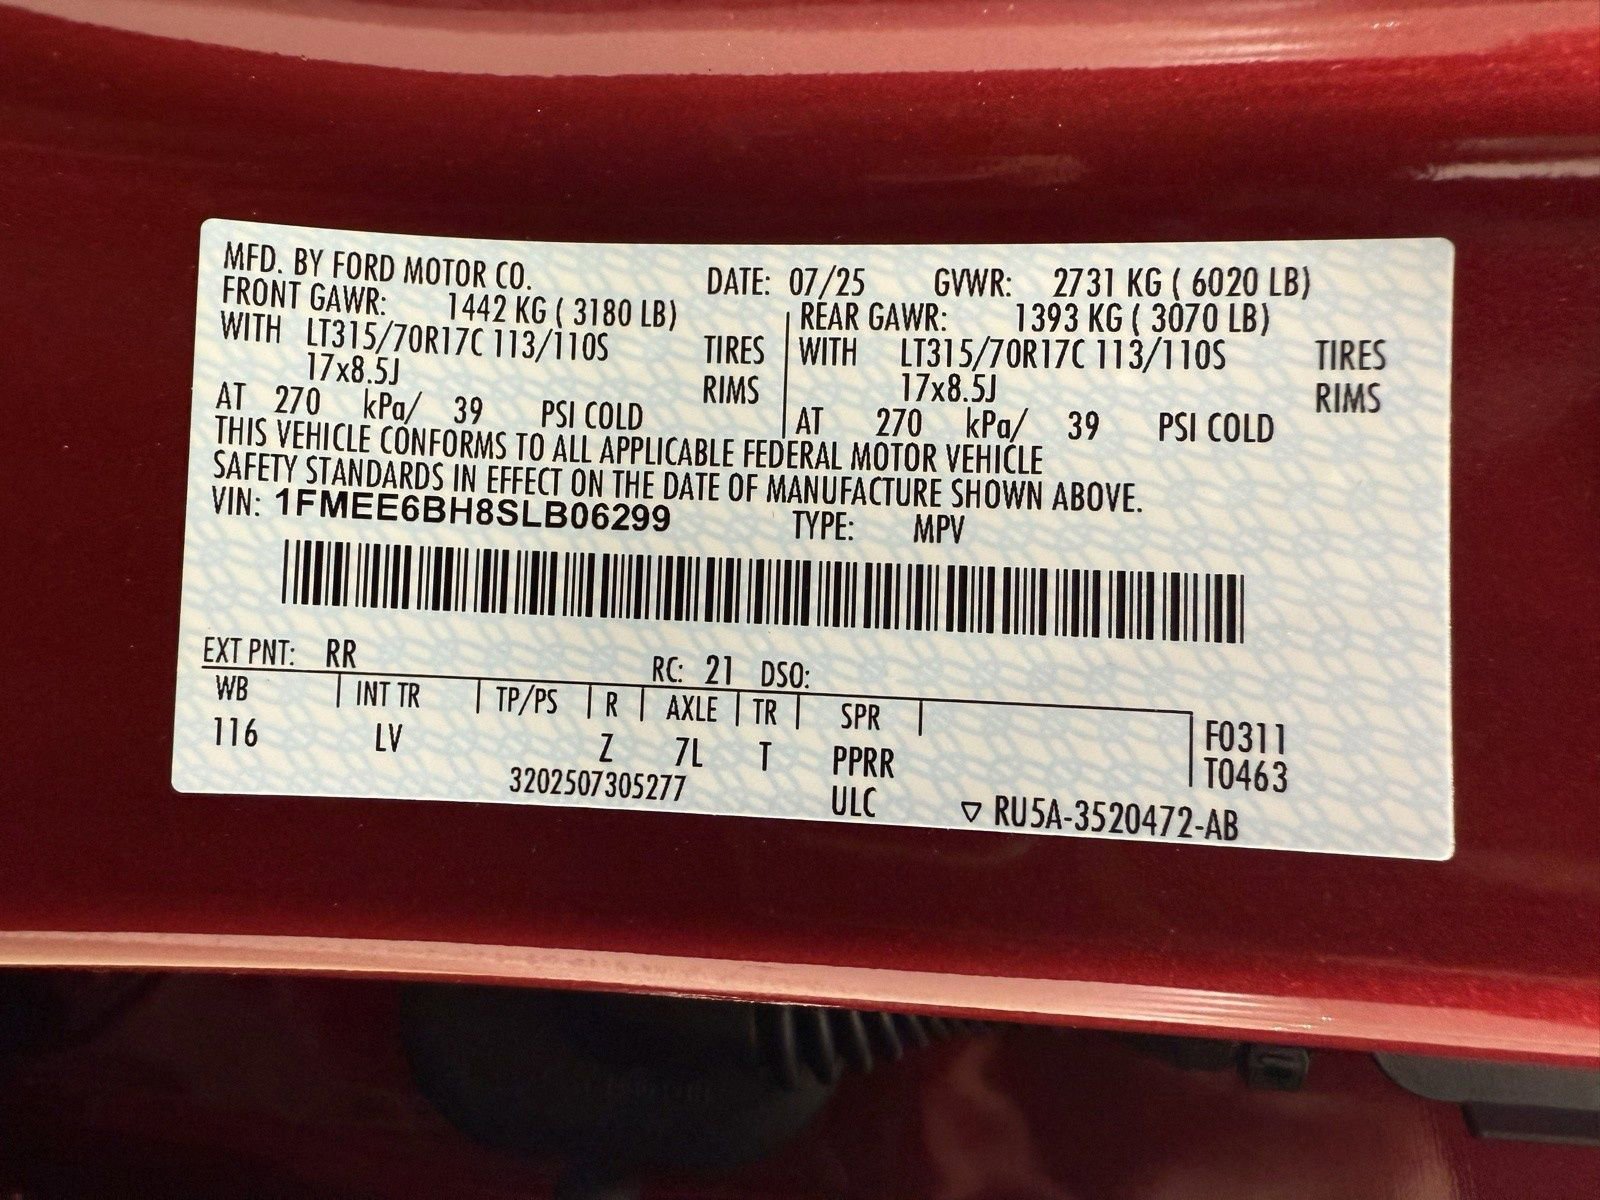 MFD. BY FORD MOTOR CO. DATE: 07/25 GVWR: 2731 KG ( 6020 LB)
FRONT GAWR: 1442 KG ( 3180 LB) REAR GAWR: 1393 KG ( 3070 LB)
WITH LT315/70R17C 113/110S TIRES WITH LT315/70R17C 113/110S TIRES
17x8.5J RIMS 17x8.5J RIMS
AT 270 kPa/ 39 PSI COLD AT 270 kPa/ 39 PSI COLD
THIS VEHICLE CONFORMS TO ALL APPLICABLE FEDERAL MOTOR VEHICLE
SAFETY STANDARDS IN EFFECT ON THE DATE OF MANUFACTURE SHOWN ABOVE.
VIN: 1FMEE6BH8SLB06299 TYPE: MPV
EXT PNT: RR RC: 21 DSO:
WB INT TR TP/PS R AXLE TR SPR F0311
116 LV Z 7L T PPRR T0463
3202507305277 ULC ▽ RU5A-3520472-AB